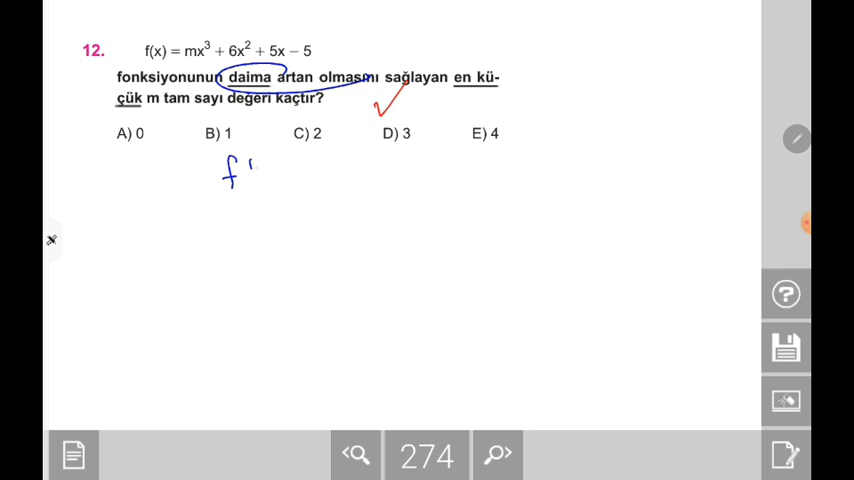 12. f(x) = mx³ + 6x² + 5x – 5
fonksiyonunun daima artan olmasını sağlayan en kü-
çük m tam sayı değeri kaçtır?
A) 0 B) 1 C) 2 D) 3 E) 4
f'
274